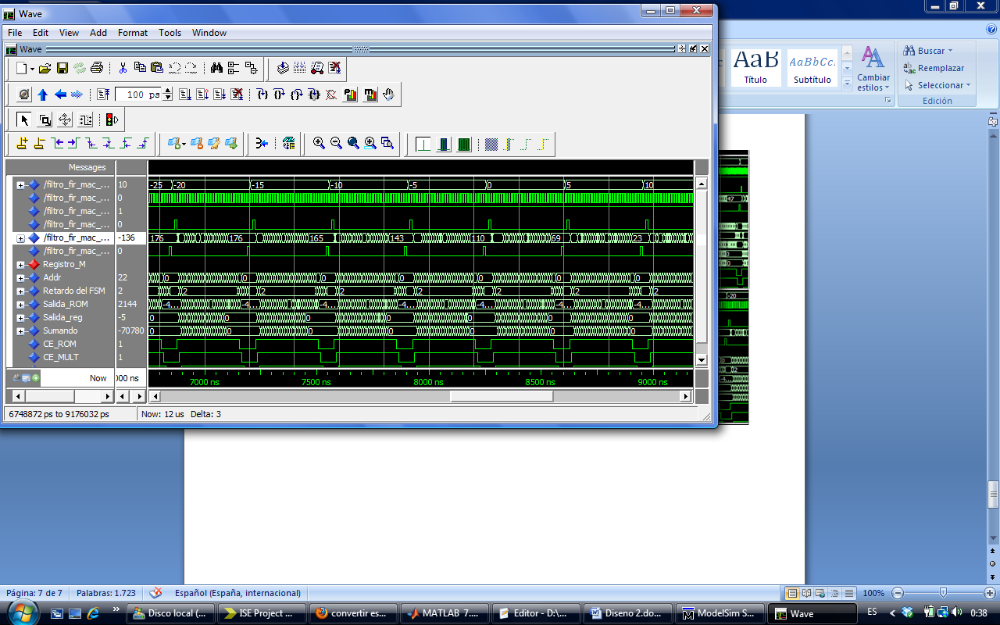 Wave
File Edit View Add Format Tools Window
Wave
100 ps
Messages
/filtro_fir_mac_... 10 -25 -20 -15 -10 -5 0 5 10
/filtro_fir_mac_... 0
/filtro_fir_mac_... 1
/filtro_fir_mac_... 0
/filtro_fir_mac_... -136 176 176 165 143 110 69 23
/filtro_fir_mac_... 0
Registro_M
Addr 22 0 0 0 0 0 0 0
Retardo del FSM 2 2 2 2 2 2 2 2
Salida_ROM 2144 -4... -4... -4... -4... -4... -4... -4...
Salida_reg -5 0 0 0 0 0 0 0
Sumando -70780 0 0 0 0 0 0 0
CE_ROM 1
CE_MULT 1
Now 000 ns 7000 ns 7500 ns 8000 ns 8500 ns 9000 ns
6748872 ps to 9176032 ps Now: 12 us Delta: 3
AaB AaBbCc.
Título Subtítulo
Cambiar estilos
Buscar
Reemplazar
Seleccionar
Edición
47
-20
Página: 7 de 7 Palabras: 1.723 Español (España, internacional) 100%
Disco local (... ISE Project ... convertir es... MATLAB 7.... Editor - D:\... Diseno 2.do... ModelSim S... Wave ES 0:38